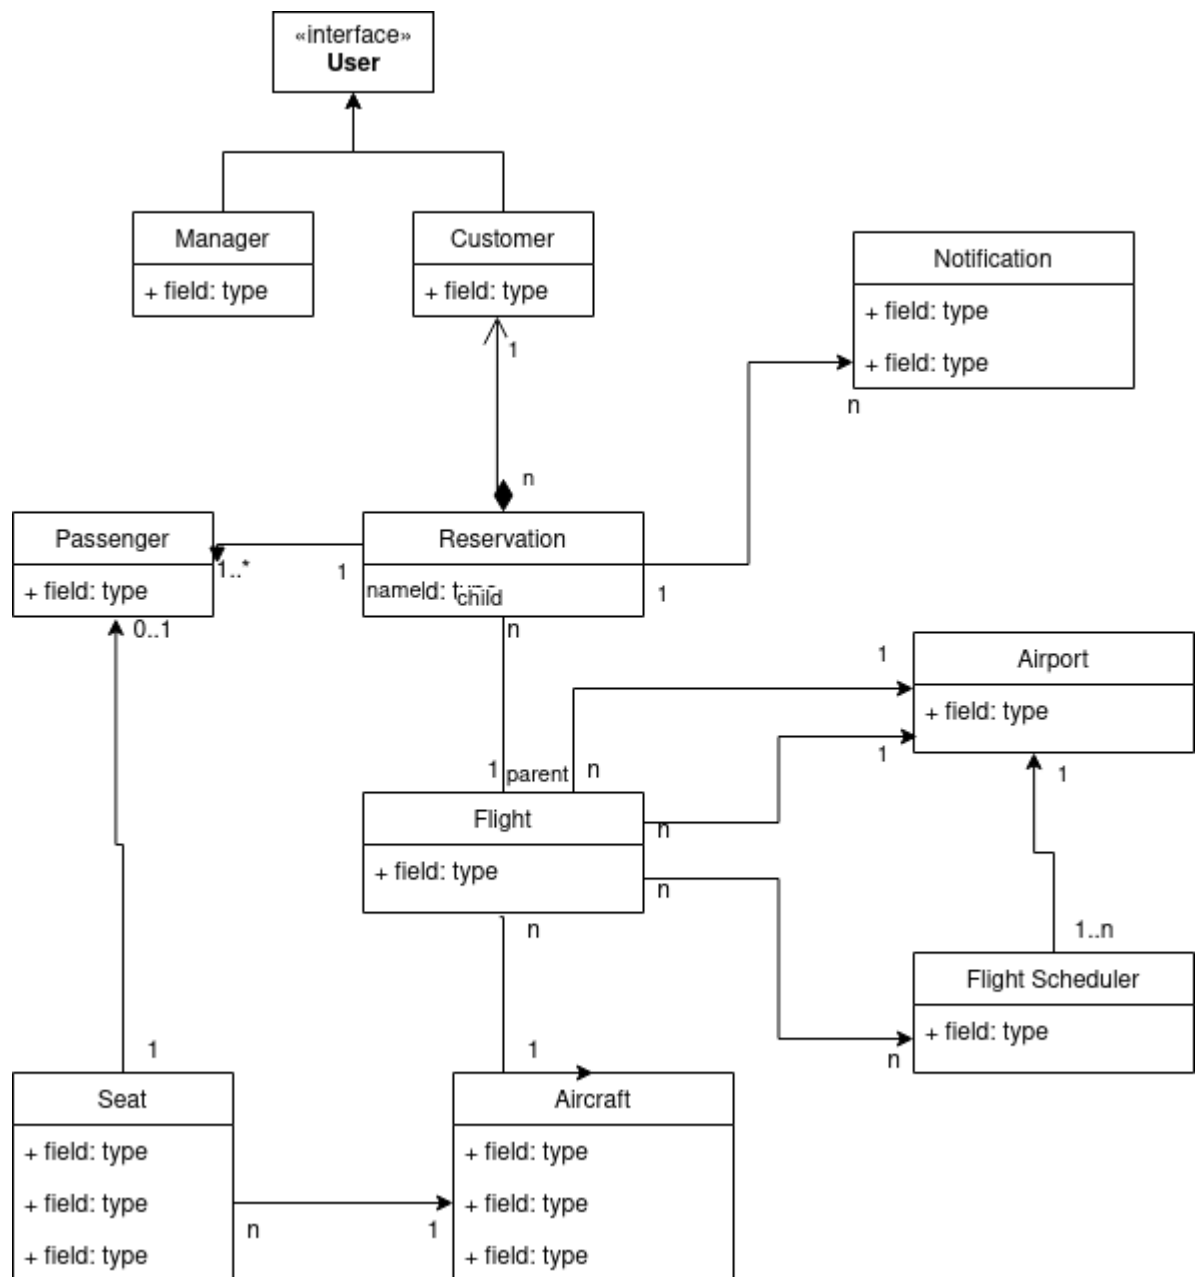 «interface»
User
Manager
+ field: type
Customer
+ field: type
1
Notification
+ field: type
+ field: type
n
n
Passenger
+ field: type
1..*
1
Reservation
nameld:
child
1
0..1
n
Airport
+ field: type
1
1
1
1 parent n
Flight
+ field: type
n
n
n
1..n
Flight Scheduler
+ field: type
n
1
1
Seat
+ field: type
+ field: type
+ field: type
n
1
Aircraft
+ field: type
+ field: type
+ field: type